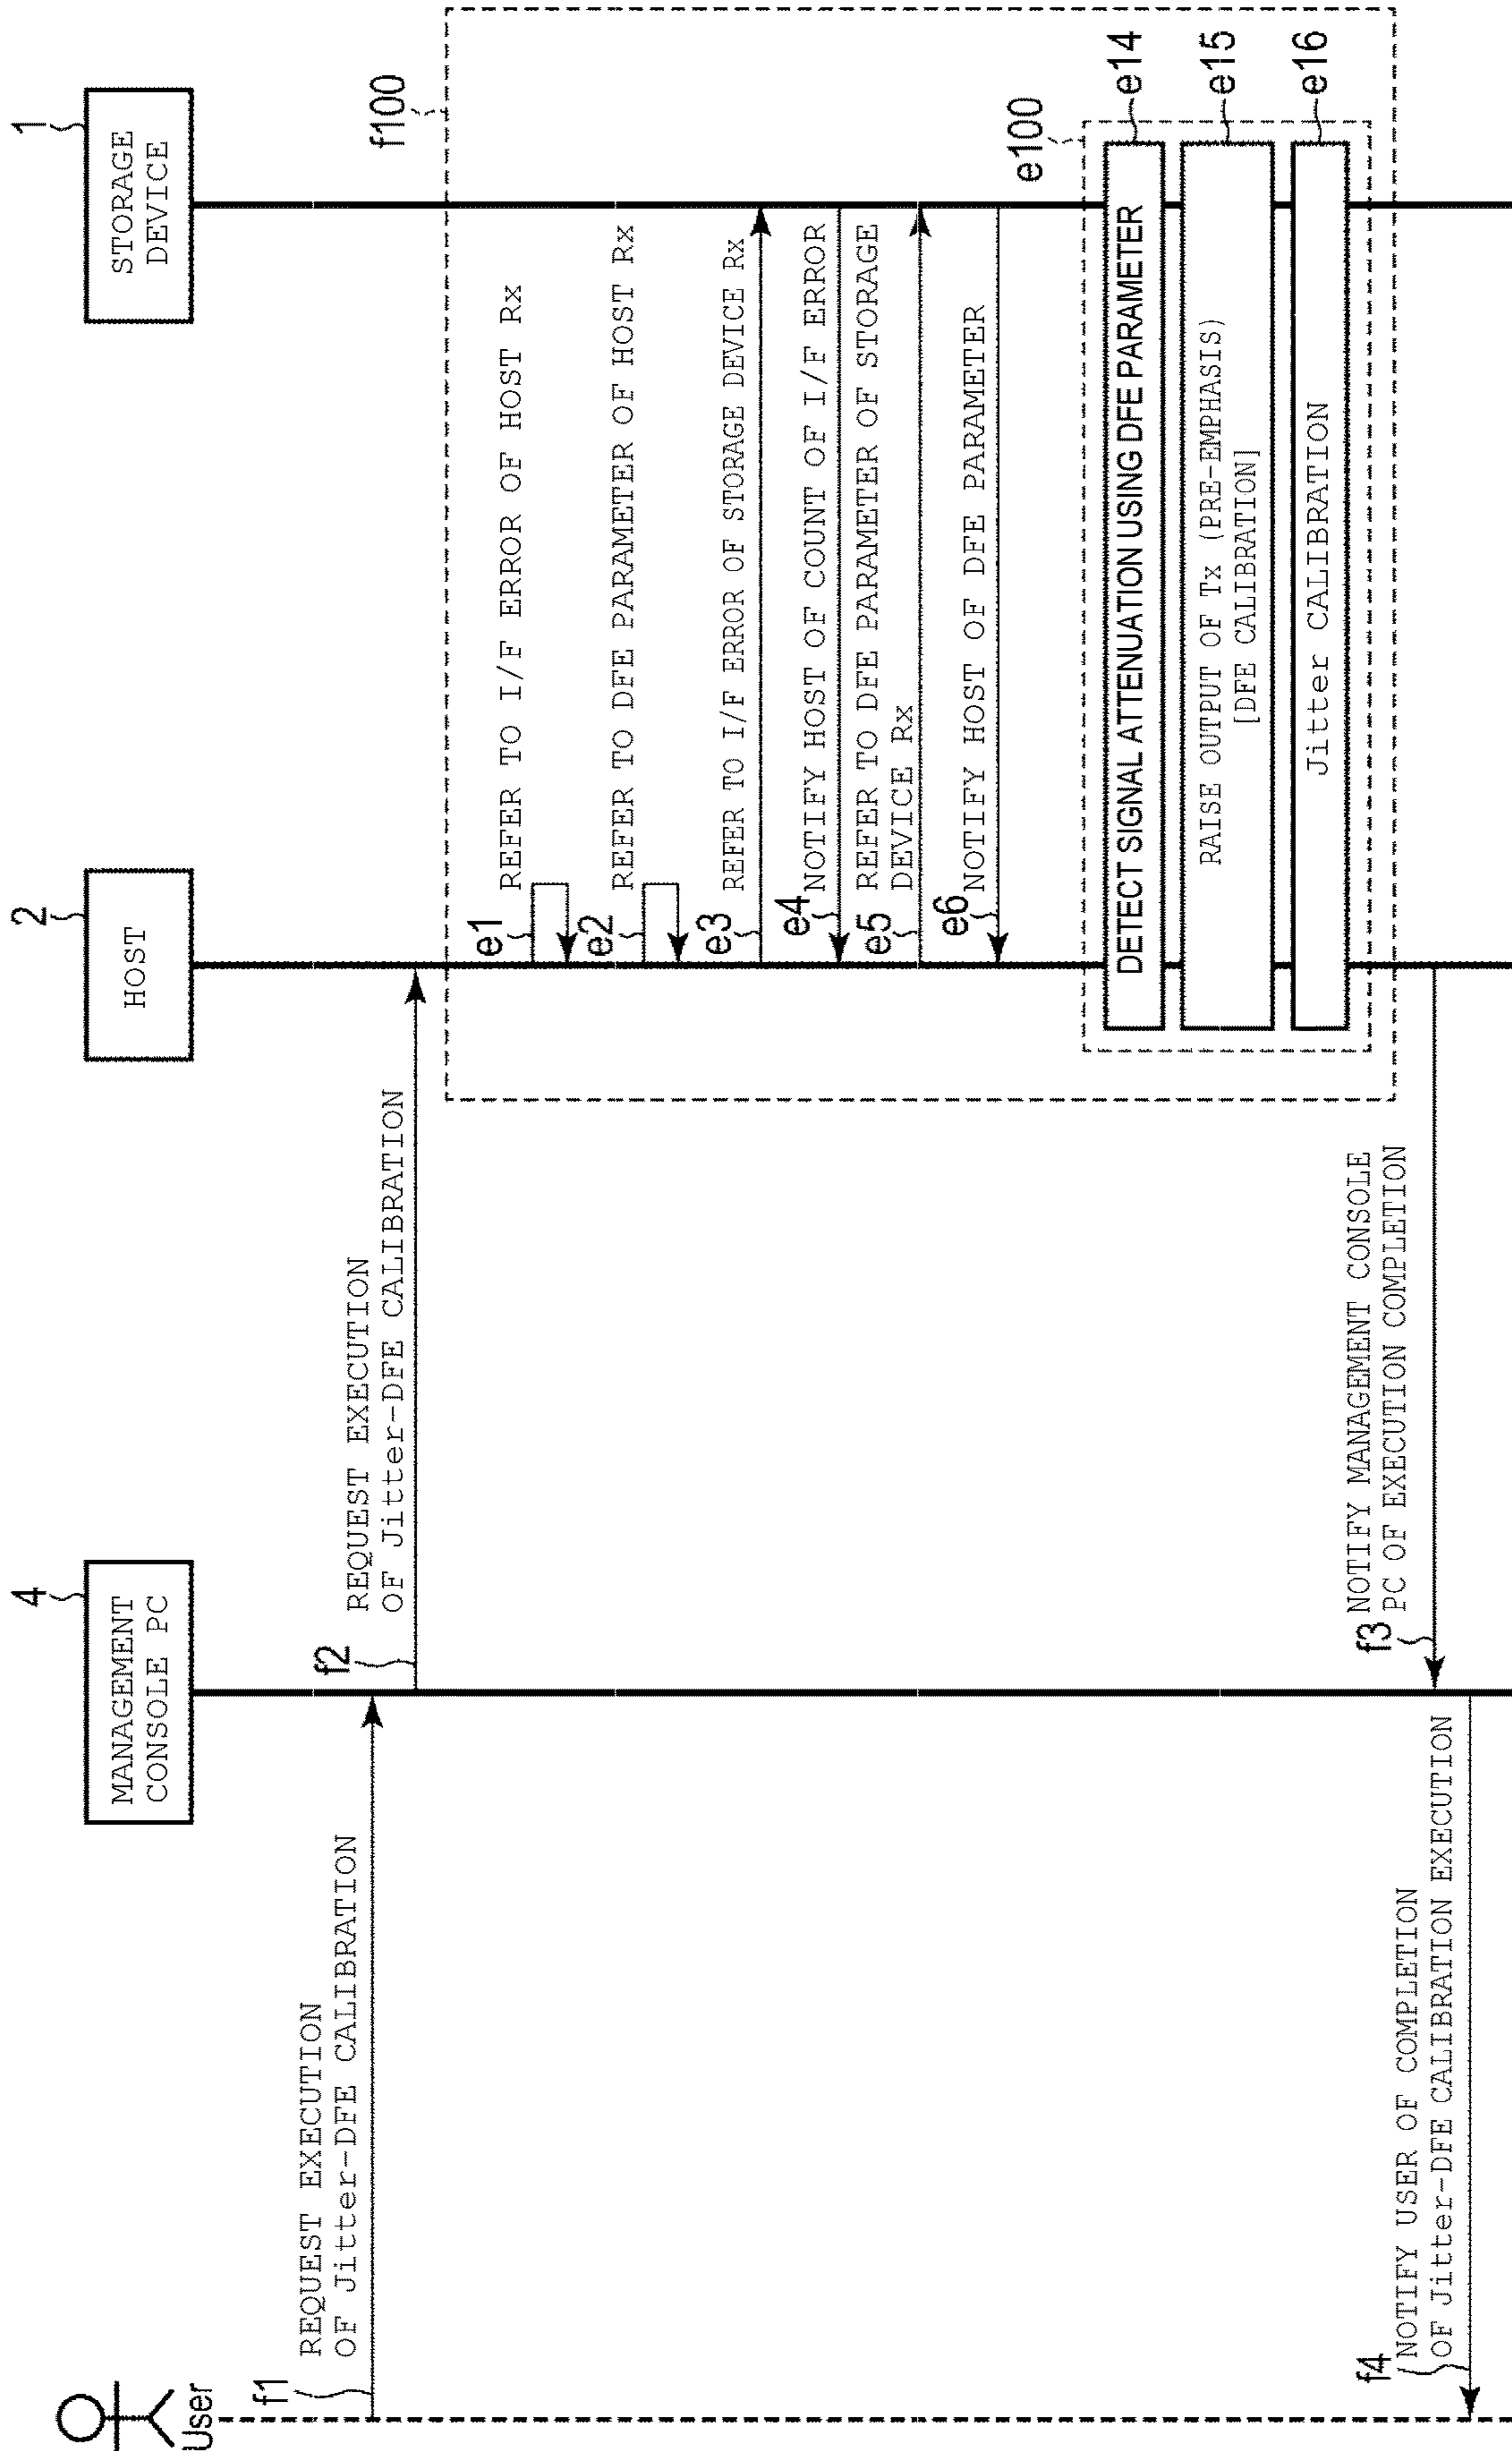 User
4
MANAGEMENT
CONSOLE PC
2
HOST
1
STORAGE
DEVICE
f1
REQUEST EXECUTION
OF Jitter-DFE CALIBRATION
f2
REQUEST EXECUTION
OF Jitter-DFE CALIBRATION
f100
e1
REFER TO I/F ERROR OF HOST Rx
e2
REFER TO DFE PARAMETER OF HOST Rx
e3
REFER TO I/F ERROR OF STORAGE DEVICE Rx
e4
NOTIFY HOST OF COUNT OF I/F ERROR
e5
REFER TO DFE PARAMETER OF STORAGE
DEVICE Rx
e6
NOTIFY HOST OF DFE PARAMETER
e100
DETECT SIGNAL ATTENUATION USING DFE PARAMETER
e14
RAISE OUTPUT OF Tx (PRE-EMPHASIS)
[DFE CALIBRATION]
e15
Jitter CALIBRATION
e16
f3
NOTIFY MANAGEMENT CONSOLE
PC OF EXECUTION COMPLETION
f4
NOTIFY USER OF COMPLETION
OF Jitter-DFE CALIBRATION EXECUTION